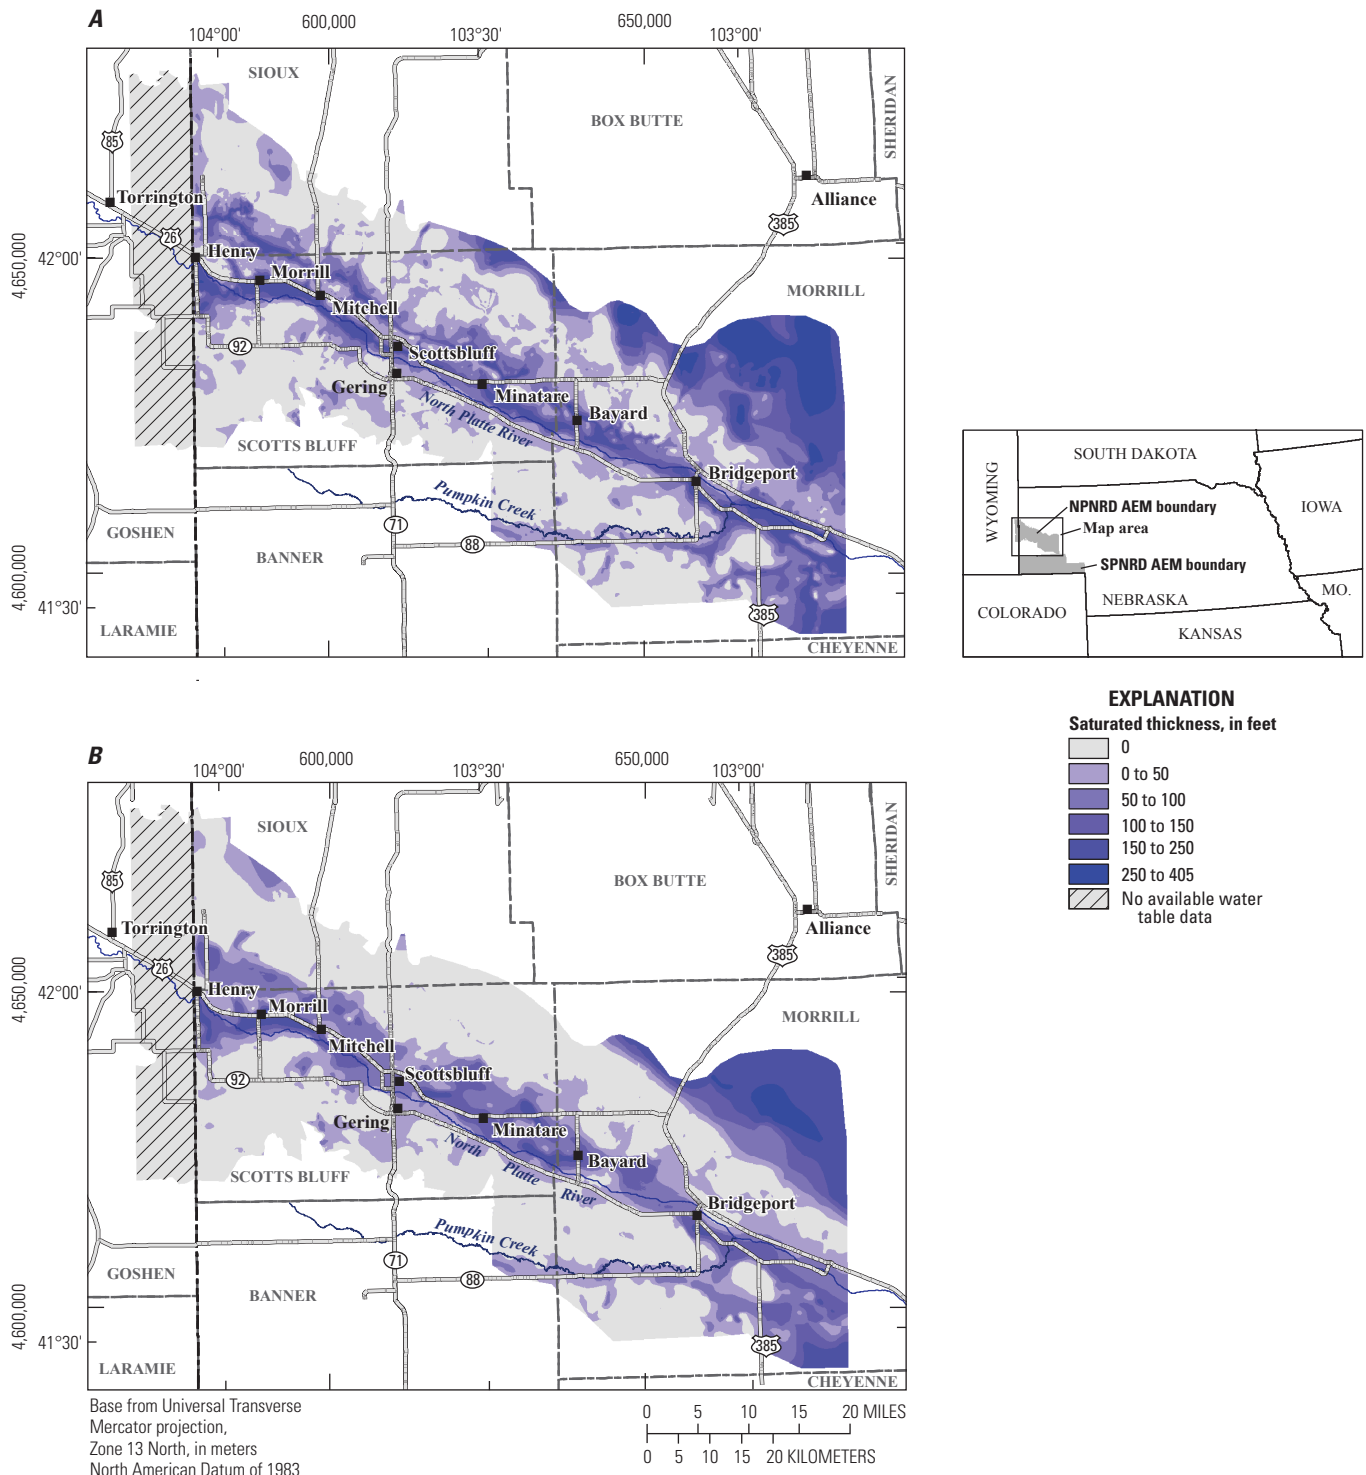 A
600,000
650,000
104°00'
103°30'
103°00'
SIOUX
BOX BUTTE
SHERIDAN
85
Torrington
Alliance
26
385
Henry
42°00'
4,650,000
Morrill
MORRILL
Mitchell
92
Scottsbluff
Gering
Minatare
North Platte River
Bayard
SCOTTS BLUFF
Bridgeport
Pumpkin Creek
GOSHEN
71
BANNER
88
4,600,000
41°30'
385
LARAMIE
CHEYENNE
SOUTH DAKOTA
WYOMING
NPNRD AEM boundary
IOWA
Map area
SPNRD AEM boundary
MO.
NEBRASKA
COLORADO
KANSAS
EXPLANATION
Saturated thickness, in feet
0
0 to 50
50 to 100
100 to 150
150 to 250
250 to 405
No available water
table data
B
600,000
650,000
104°00'
103°30'
103°00'
SIOUX
BOX BUTTE
SHERIDAN
85
Torrington
Alliance
26
385
Henry
42°00'
4,650,000
Morrill
MORRILL
Mitchell
Scottsbluff
92
Gering
Minatare
North Platte River
Bayard
SCOTTS BLUFF
Bridgeport
Pumpkin Creek
71
GOSHEN
88
BANNER
4,600,000
41°30'
385
LARAMIE
CHEYENNE
Base from Universal Transverse
Mercator projection,
Zone 13 North, in meters
North American Datum of 1983
0 5 10 15 20 MILES
0 5 10 15 20 KILOMETERS